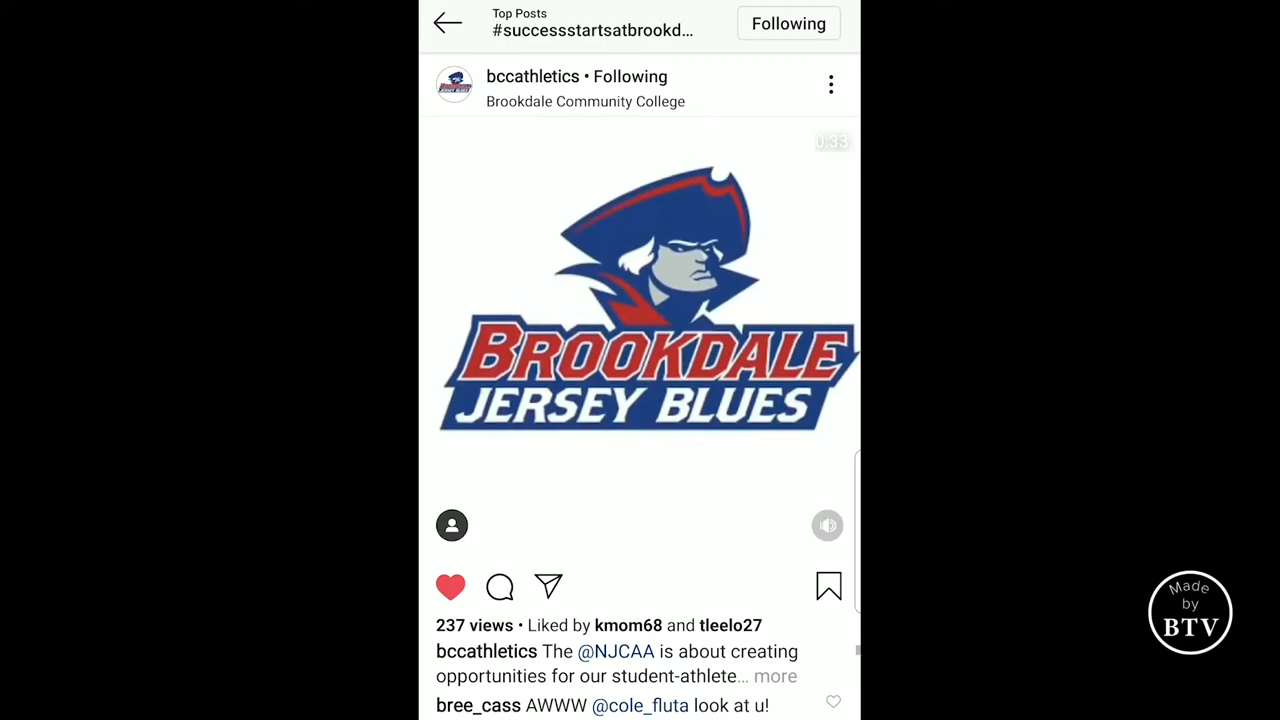 Top Posts
#successstartsatbrookd...
Following
bccathletics • Following
Brookdale Community College
0:33
BROOKDALE
JERSEY BLUES
237 views • Liked by kmom68 and tleelo27
bccathletics The @NJCAA is about creating
opportunities for our student-athlete... more
bree_cass AWWW @cole_fluta look at u!
Made
by
BTV